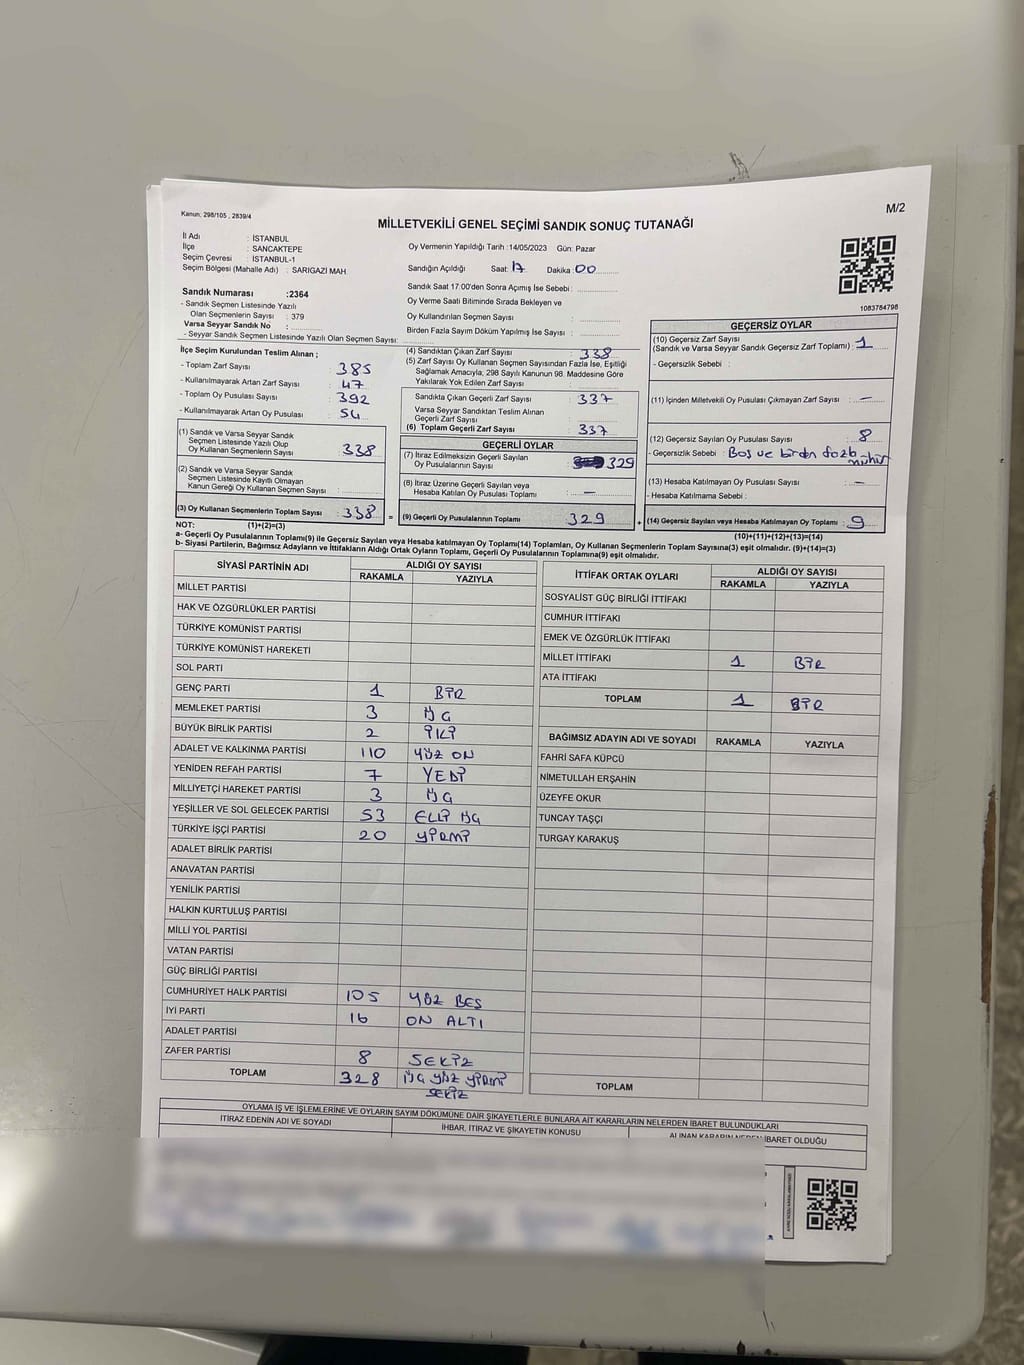 Kanun; 298/105 , 2839/4
M/2
MİLLETVEKİLİ GENEL SEÇİMİ SANDIK SONUÇ TUTANAĞI
İl Adı : İSTANBUL
İlçe : SANCAKTEPE
Seçim Çevresi : İSTANBUL-1
Seçim Bölgesi (Mahalle Adı) : SARIGAZİ MAH.
Sandık Numarası :2364
- Sandık Seçmen Listesinde Yazılı
Olan Seçmenlerin Sayısı : 379
Varsa Seyyar Sandık No :
- Seyyar Sandık Seçmen Listesinde Yazılı Olan Seçmen Sayısı:
Oy Vermenin Yapıldığı Tarih :14/05/2023 Gün: Pazar
Sandığın Açıldığı Saat: 17 Dakika: 00
Sandık Saat 17:00'den Sonra Açımış İse Sebebi :
Oy Verme Saati Bitiminde Sırada Bekleyen ve
Oy Kullandırılan Seçmen Sayısı :
Birden Fazla Sayım Döküm Yapılmış İse Sayısı :
1083784798
İlçe Seçim Kurulundan Teslim Alınan ;
- Toplam Zarf Sayısı : 385
- Kullanılmayarak Artan Zarf Sayısı : 47
- Toplam Oy Pusulası Sayısı : 392
- Kullanılmayarak Artan Oy Pusulası : 54
(1) Sandık ve Varsa Seyyar Sandık
Seçmen Listesinde Yazılı Olup
Oy Kullanan Seçmenlerin Sayısı : 338
(2) Sandık ve Varsa Seyyar Sandık
Seçmen Listesinde Kayıtlı Olmayan
Kanun Gereği Oy Kullanan Seçmen Sayısı :
(3) Oy Kullanan Seçmenlerin Toplam Sayısı : 338
(4) Sandıktan Çıkan Zarf Sayısı : 338
(5) Zarf Sayısı Oy Kullanan Seçmen Sayısından Fazla İse, Eşitliği
Sağlamak Amacıyla, 298 Sayılı Kanunun 98. Maddesine Göre
Yakılarak Yok Edilen Zarf Sayısı :
Sandıkta Çıkan Geçerli Zarf Sayısı : 337
Varsa Seyyar Sandıktan Teslim Alınan
Geçerli Zarf Sayısı :
(6) Toplam Geçerli Zarf Sayısı : 337
GEÇERLİ OYLAR
(7) İtiraz Edilmeksizin Geçerli Sayılan
Oy Pusulalarının Sayısı : 329
(8) İtiraz Üzerine Geçerli Sayılan veya
Hesaba Katılan Oy Pusulası Toplamı : —
= (9) Geçerli Oy Pusulalarının Toplamı 329 +
GEÇERSİZ OYLAR
(10) Geçersiz Zarf Sayısı
(Sandık ve Varsa Seyyar Sandık Geçersiz Zarf Toplamı) : 1
- Geçersizlik Sebebi :
(11) İçinden Milletvekili Oy Pusulası Çıkmayan Zarf Sayısı : —
(12) Geçersiz Sayılan Oy Pusulası Sayısı : 8
- Geçersizlik Sebebi : Boş ve birden fazla mühür
(13) Hesaba Katılmayan Oy Pusulası Sayısı : —
- Hesaba Katılmama Sebebi :
(14) Geçersiz Sayılan veya Hesaba Katılmayan Oy Toplamı : 9
NOT: (1)+(2)=(3) (10)+(11)+(12)+(13)=(14)
a- Geçerli Oy Pusulalarının Toplamı(9) ile Geçersiz Sayılan veya Hesaba Katılmayan Oy Toplamı(14) Toplamları, Oy Kullanan Seçmenlerin Toplam Sayısına(3) eşit olmalıdır. (9)+(14)=(3)
b- Siyasi Partilerin, Bağımsız Adayların ve İttifakların Aldığı Ortak Oyların Toplamı, Geçerli Oy Pusulalarının Toplamına(9) eşit olmalıdır.
SİYASİ PARTİNİN ADI ALDIĞI OY SAYISI
RAKAMLA YAZIYLA
MİLLET PARTİSİ
HAK VE ÖZGÜRLÜKLER PARTİSİ
TÜRKİYE KOMÜNİST PARTİSİ
TÜRKİYE KOMÜNİST HAREKETİ
SOL PARTİ
GENÇ PARTİ 1 BİR
MEMLEKET PARTİSİ 3 ÜÇ
BÜYÜK BİRLİK PARTİSİ 2 İKİ
ADALET VE KALKINMA PARTİSİ 110 YÜZ ON
YENİDEN REFAH PARTİSİ 7 YEDİ
MİLLİYETÇİ HAREKET PARTİSİ 3 ÜÇ
YEŞİLLER VE SOL GELECEK PARTİSİ 53 ELLİ ÜÇ
TÜRKİYE İŞÇİ PARTİSİ 20 YİRMİ
ADALET BİRLİK PARTİSİ
ANAVATAN PARTİSİ
YENİLİK PARTİSİ
HALKIN KURTULUŞ PARTİSİ
MİLLİ YOL PARTİSİ
VATAN PARTİSİ
GÜÇ BİRLİĞİ PARTİSİ
CUMHURİYET HALK PARTİSİ 105 YÜZ BEŞ
İYİ PARTİ 16 ON ALTI
ADALET PARTİSİ
ZAFER PARTİSİ 8 SEKİZ
TOPLAM 328 ÜÇ YÜZ YİRMİ
SEKİZ
İTTİFAK ORTAK OYLARI ALDIĞI OY SAYISI
RAKAMLA YAZIYLA
SOSYALİST GÜÇ BİRLİĞİ İTTİFAKI
CUMHUR İTTİFAKI
EMEK VE ÖZGÜRLÜK İTTİFAKI
MİLLET İTTİFAKI 1 BİR
ATA İTTİFAKI
TOPLAM 1 BİR
BAĞIMSIZ ADAYIN ADI VE SOYADI RAKAMLA YAZIYLA
FAHRİ SAFA KÜPCÜ
NİMETULLAH ERŞAHİN
ÜZEYFE OKUR
TUNCAY TAŞÇI
TURGAY KARAKUŞ
TOPLAM
OYLAMA İŞ VE İŞLEMLERİNE VE OYLARIN SAYIM DÖKÜMÜNE DAİR ŞİKAYETLERLE BUNLARA AİT KARARLARIN NELERDEN İBARET BULUNDUKLARI
İTİRAZ EDENİN ADI VE SOYADI İHBAR, İTİRAZ VE ŞİKAYETİN KONUSU ALINAN KARARIN NEDEN İBARET OLDUĞU